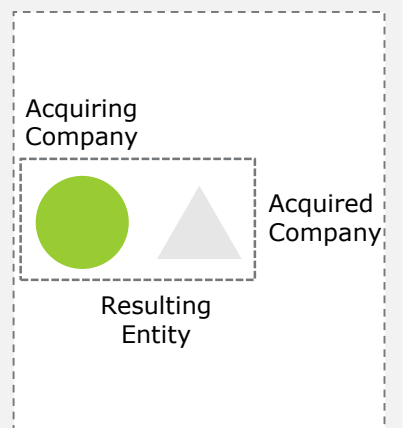 Acquiring
Company
Acquired
Company
Resulting
Entity